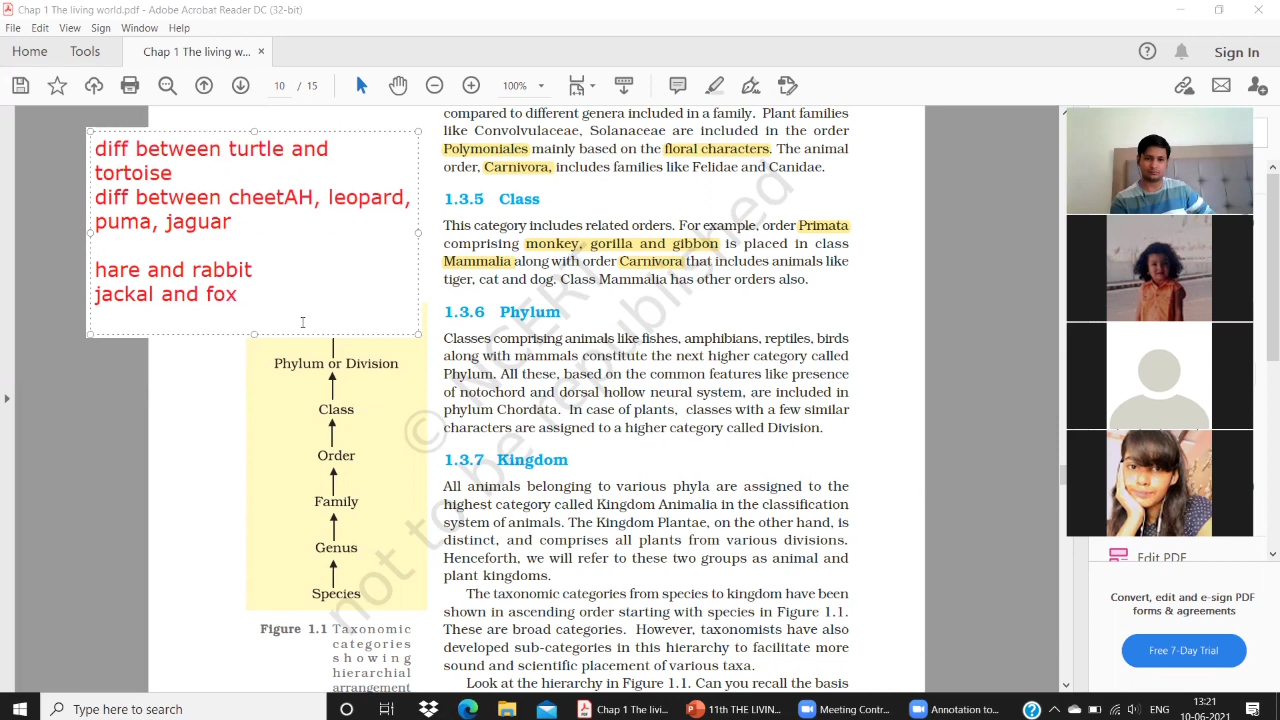 Chap 1 The living world.pdf - Adobe Acrobat Reader DC (32-bit)
File Edit View Sign Window Help
Home Tools Chap 1 The living w... × Sign In
10 / 15 100%
compared to different genera included in a family. Plant families
like Convolvulaceae, Solanaceae are included in the order
Polymoniales mainly based on the floral characters. The animal
order, Carnivora, includes families like Felidae and Canidae.
diff between turtle and
tortoise
diff between cheetAH, leopard,
puma, jaguar
hare and rabbit
jackal and fox
1.3.5 Class
This category includes related orders. For example, order Primata
comprising monkey, gorilla and gibbon is placed in class
Mammalia along with order Carnivora that includes animals like
tiger, cat and dog. Class Mammalia has other orders also.
1.3.6 Phylum
Classes comprising animals like fishes, amphibians, reptiles, birds
along with mammals constitute the next higher category called
Phylum. All these, based on the common features like presence
of notochord and dorsal hollow neural system, are included in
phylum Chordata. In case of plants, classes with a few similar
characters are assigned to a higher category called Division.
1.3.7 Kingdom
All animals belonging to various phyla are assigned to the
highest category called Kingdom Animalia in the classification
system of animals. The Kingdom Plantae, on the other hand, is
distinct, and comprises all plants from various divisions.
Henceforth, we will refer to these two groups as animal and
plant kingdoms.
The taxonomic categories from species to kingdom have been
shown in ascending order starting with species in Figure 1.1.
These are broad categories. However, taxonomists have also
developed sub-categories in this hierarchy to facilitate more
sound and scientific placement of various taxa.
Look at the hierarchy in Figure 1.1. Can you recall the basis
Phylum or Division
Class
Order
Family
Genus
Species
Figure 1.1 Taxonomic
categories
showing
hierarchial
arrangement
© NCERT
not to be republished
Edit PDF
Convert, edit and e-sign PDF
forms & agreements
Free 7-Day Trial
Type here to search
Chap 1 The livi...
11th THE LIVIN...
Meeting Contr...
Annotation to...
ENG
13:21
10-06-2021